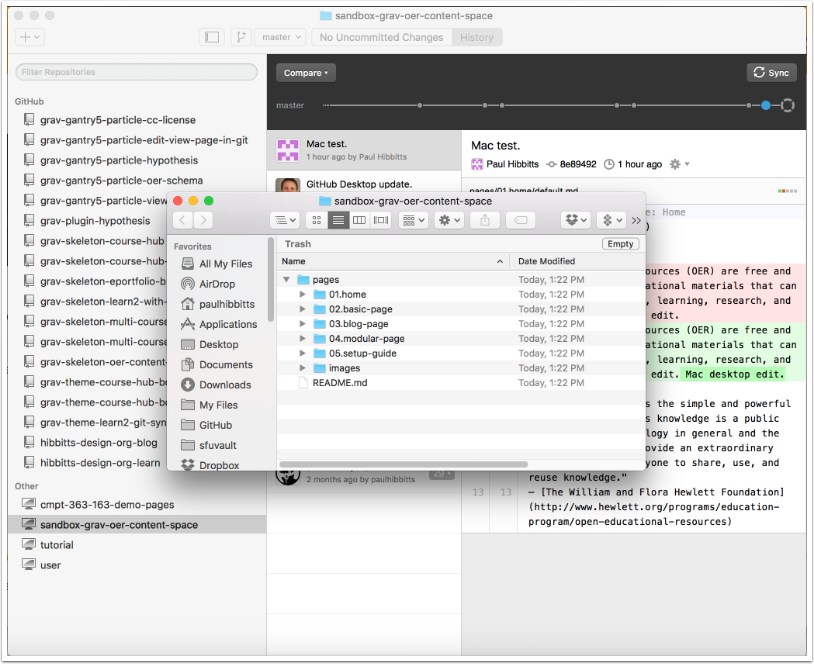 sandbox-grav-oer-content-space
master
No Uncommitted Changes
History
Filter Repositories
GitHub
grav-gantry5-particle-cc-license
grav-gantry5-particle-edit-view-page-in-git
grav-gantry5-particle-hypothesis
grav-gantry5-particle-oer-schema
grav-gantry5-particle-view
grav-plugin-hypothesis
grav-skeleton-course-hub
grav-skeleton-course-hub-
grav-skeleton-eportfolio-b
grav-skeleton-learn2-with-
grav-skeleton-multi-course
grav-skeleton-multi-course
grav-skeleton-oer-content
grav-theme-course-hub-bo
grav-theme-course-hub-bo
grav-theme-learn2-git-syn
hibbitts-design-org-blog
hibbitts-design-org-learn
Other
cmpt-363-163-demo-pages
sandbox-grav-oer-content-space
tutorial
user
Compare
Sync
master
Mac test.
1 hour ago by Paul Hibbitts
GitHub Desktop update.
2 months ago by paulhibbitts
Mac test.
Paul Hibbitts
8e89492
1 hour ago
pages/01.home/default.md
e: Home
)
ources (OER) are free and
ational materials that can
, learning, research, and
edit.
ources (OER) are free and
ational materials that can
, learning, research, and
edit. Mac desktop edit.
s the simple and powerful
s knowledge is a public
logy in general and the
ovide an extraordinary
yone to share, use, and
reuse knowledge."
13 13 — [The William and Flora Hewlett Foundation]
(http://www.hewlett.org/programs/education-
program/open-educational-resources)
sandbox-grav-oer-content-space
Favorites
All My Files
AirDrop
paulhibbitts
Applications
Desktop
Documents
Downloads
My Files
GitHub
sfuvault
Dropbox
Trash
Empty
Name
Date Modified
pages Today, 1:22 PM
01.home Today, 1:22 PM
02.basic-page Today, 1:22 PM
03.blog-page Today, 1:22 PM
04.modular-page Today, 1:22 PM
05.setup-guide Today, 1:22 PM
images Today, 1:22 PM
README.md Today, 1:22 PM